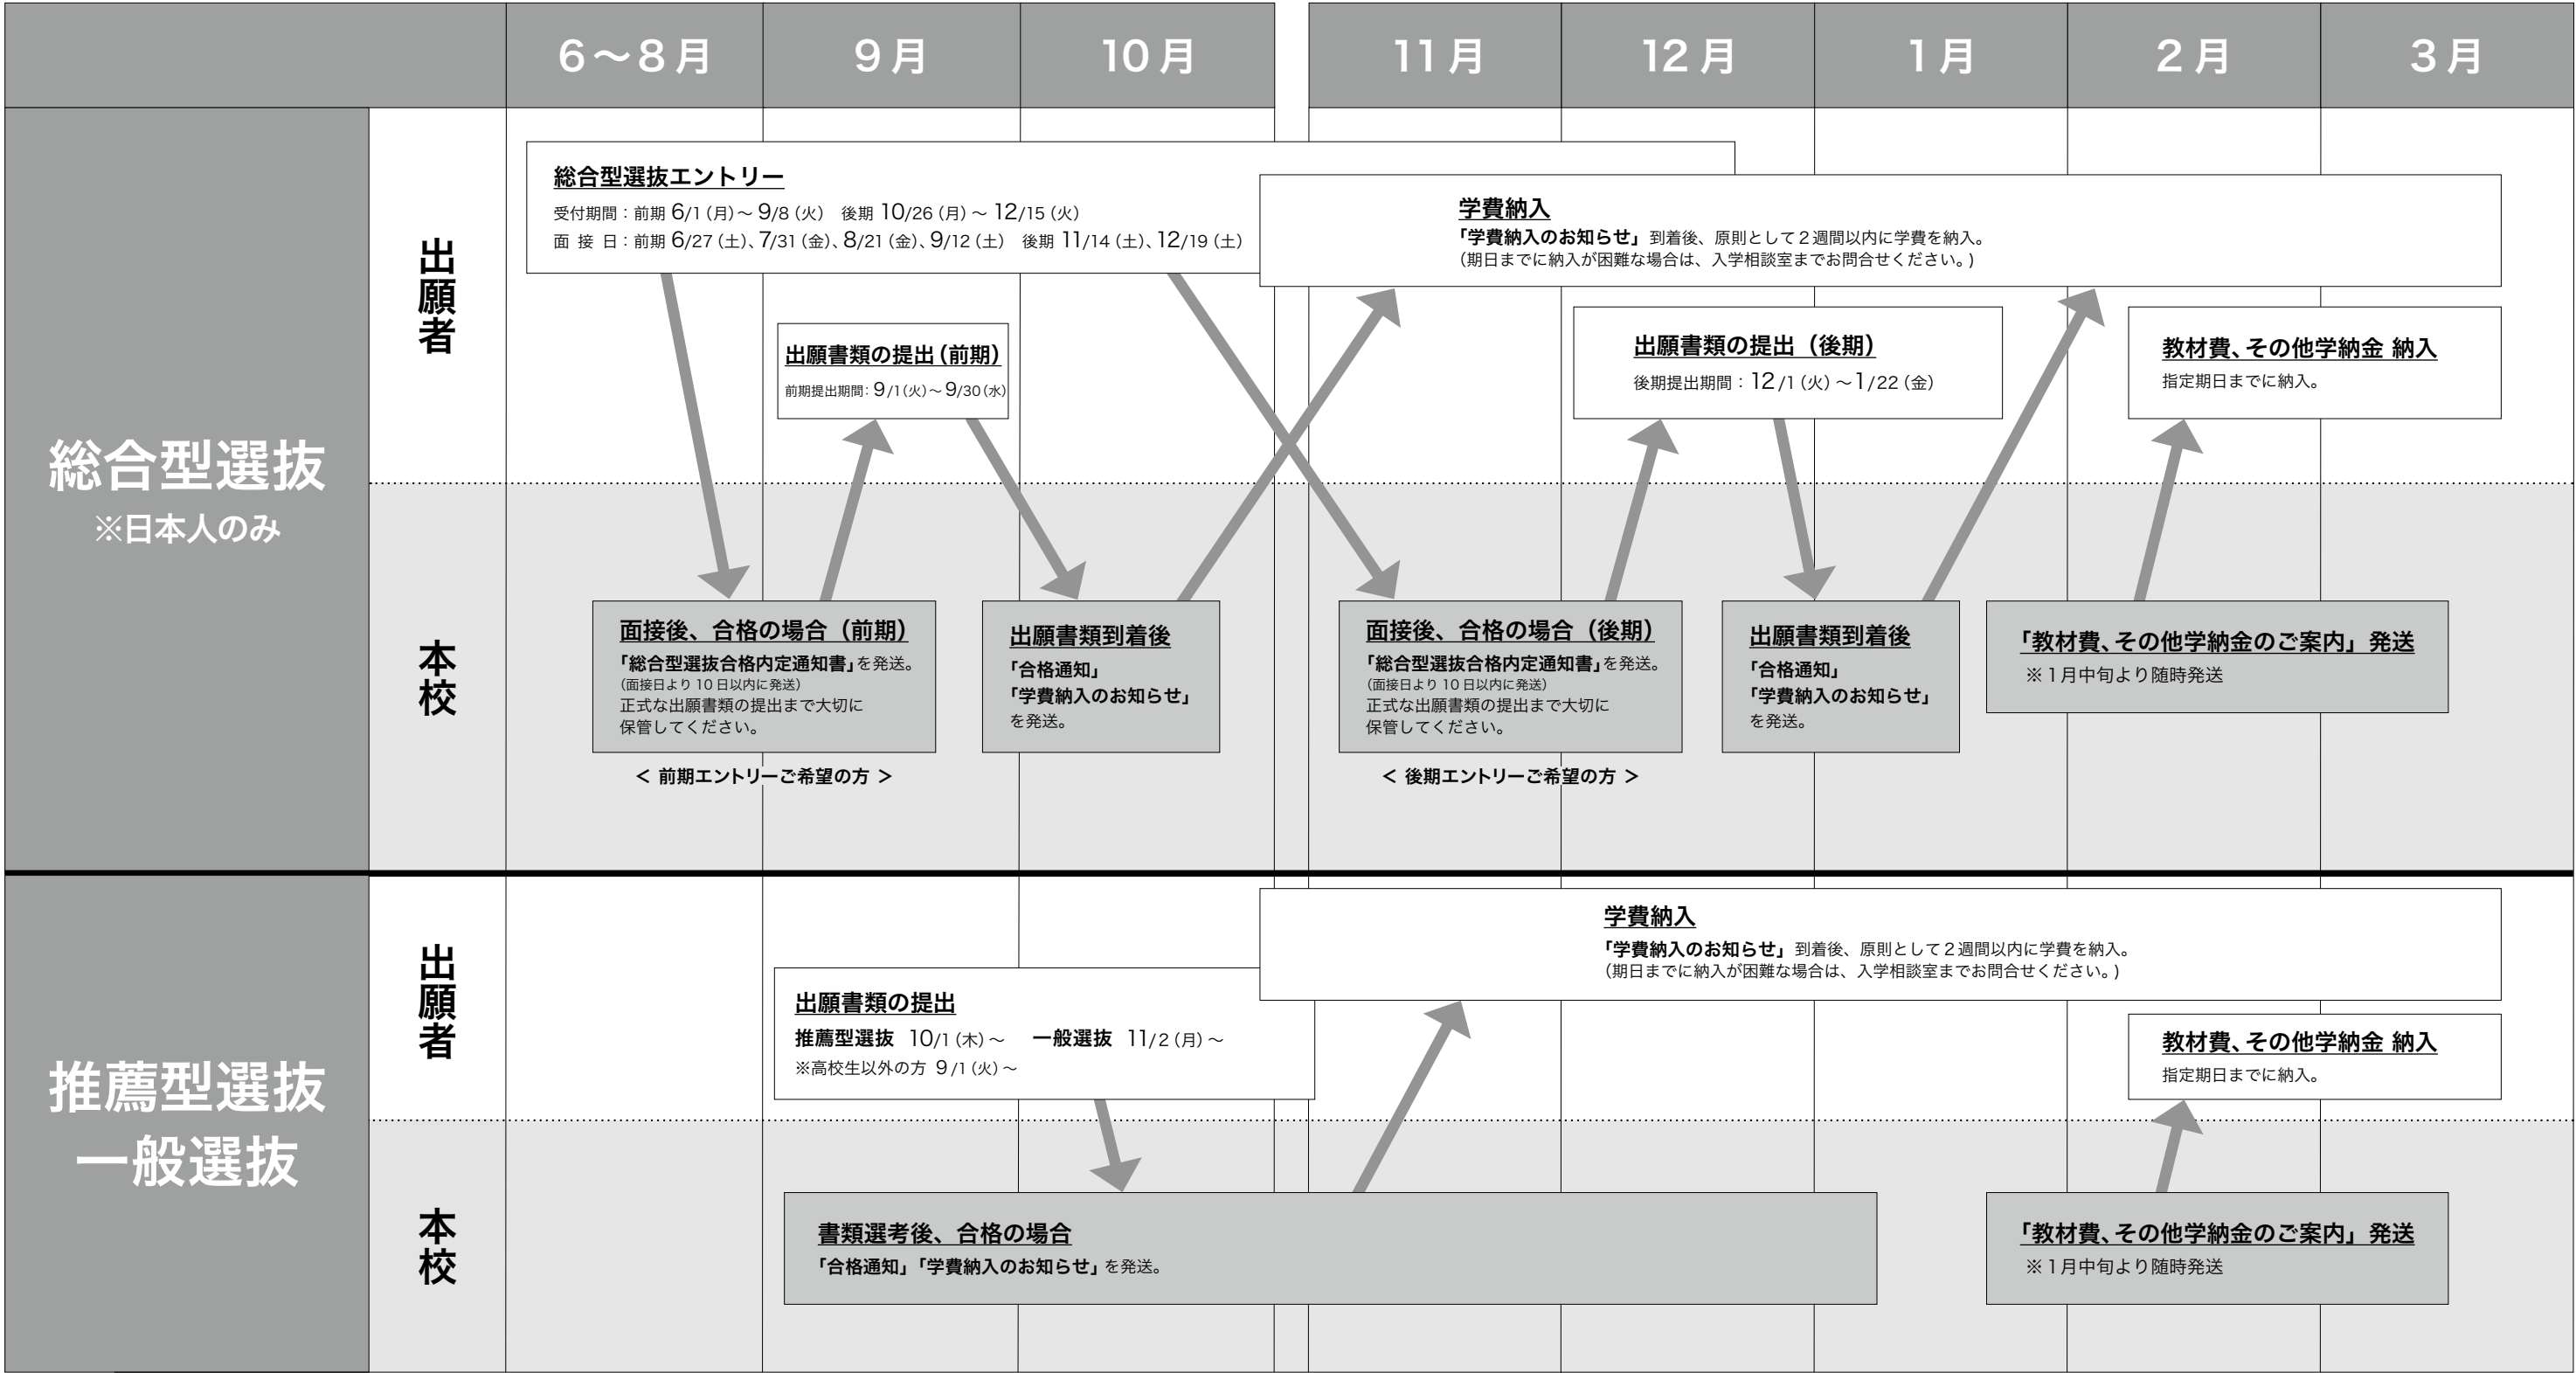 6〜8月
9月
10月
11月
12月
1月
2月
3月
総合型選抜
※日本人のみ
出願者
総合型選抜エントリー
受付期間：前期 6/1（月）〜 9/8（火） 後期 10/26（月）〜 12/15（火）
面 接 日：前期 6/27（土）、7/31（金）、8/21（金）、9/12（土） 後期 11/14（土）、12/19（土）
学費納入
「学費納入のお知らせ」到着後、原則として２週間以内に学費を納入。
（期日までに納入が困難な場合は、入学相談室までお問合せください。)
出願書類の提出（前期）
前期提出期間：9/1（火）〜 9/30（水）
出願書類の提出（後期）
後期提出期間：12/1（火）〜1/22（金）
教材費、その他学納金 納入
指定期日までに納入。
本校
面接後、合格の場合（前期）
「総合型選抜合格内定通知書」を発送。
（面接日より 10 日以内に発送）
正式な出願書類の提出まで大切に
保管してください。
＜ 前期エントリーご希望の方 ＞
出願書類到着後
「合格通知」
「学費納入のお知らせ」
を発送。
面接後、合格の場合（後期）
「総合型選抜合格内定通知書」を発送。
（面接日より 10 日以内に発送）
正式な出願書類の提出まで大切に
保管してください。
＜ 後期エントリーご希望の方 ＞
出願書類到着後
「合格通知」
「学費納入のお知らせ」
を発送。
「教材費、その他学納金のご案内」発送
※１月中旬より随時発送
推薦型選抜
一般選抜
出願者
学費納入
「学費納入のお知らせ」到着後、原則として２週間以内に学費を納入。
（期日までに納入が困難な場合は、入学相談室までお問合せください。)
出願書類の提出
推薦型選抜 10/1（木）〜 一般選抜 11/2（月）〜
※高校生以外の方 9/1（火）〜
教材費、その他学納金 納入
指定期日までに納入。
本校
書類選考後、合格の場合
「合格通知」「学費納入のお知らせ」を発送。
「教材費、その他学納金のご案内」発送
※１月中旬より随時発送